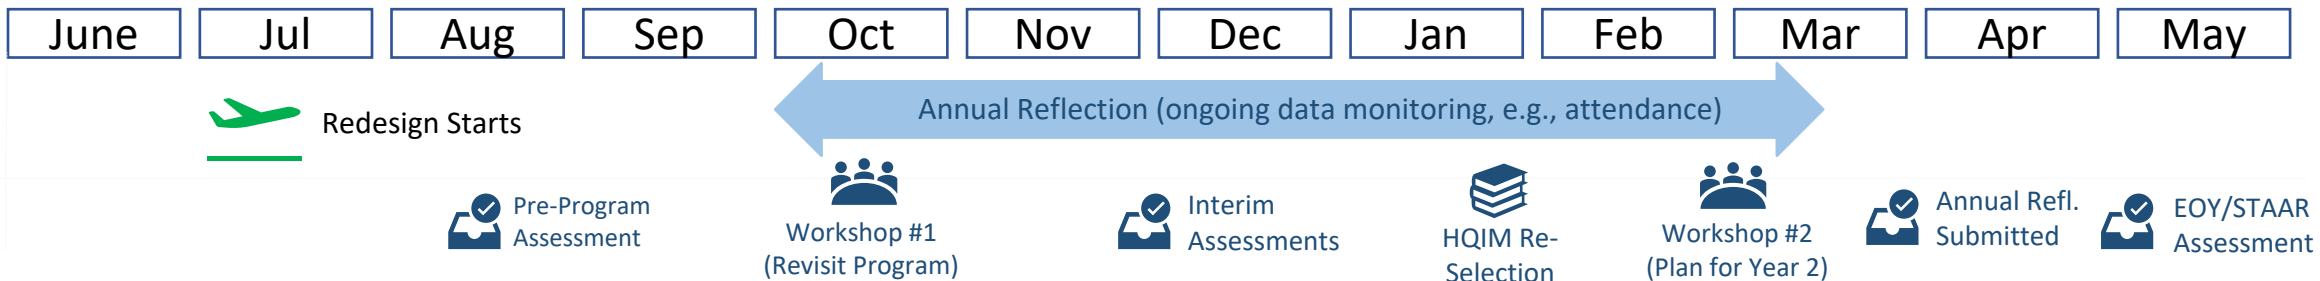 June Jul Aug Sep Oct Nov Dec Jan Feb Mar Apr May
Annual Reflection (ongoing data monitoring, e.g., attendance)
Redesign Starts
Pre-Program
Assessment
Workshop #1
(Revisit Program)
Interim
Assessments
HQIM Re-
Selection
Workshop #2
(Plan for Year 2)
Annual Refl.
Submitted
EOY/STAAR
Assessment